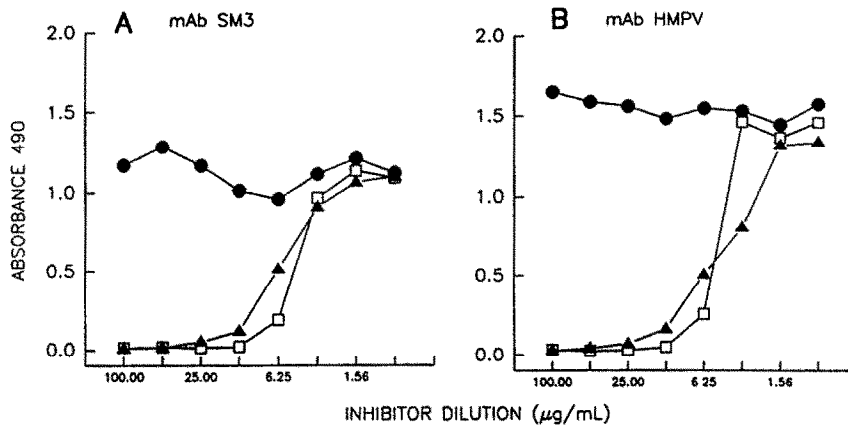 A mAb SM3
B mAb HMPV
ABSORBANCE 490
2.0
1.5
1.0
0.5
0.0
100.00 25.00 6.25 1.56
2.0
1.5
1.0
0.5
0.0
100.00 25.00 6 25 1.56
INHIBITOR DILUTION (μg/mL)